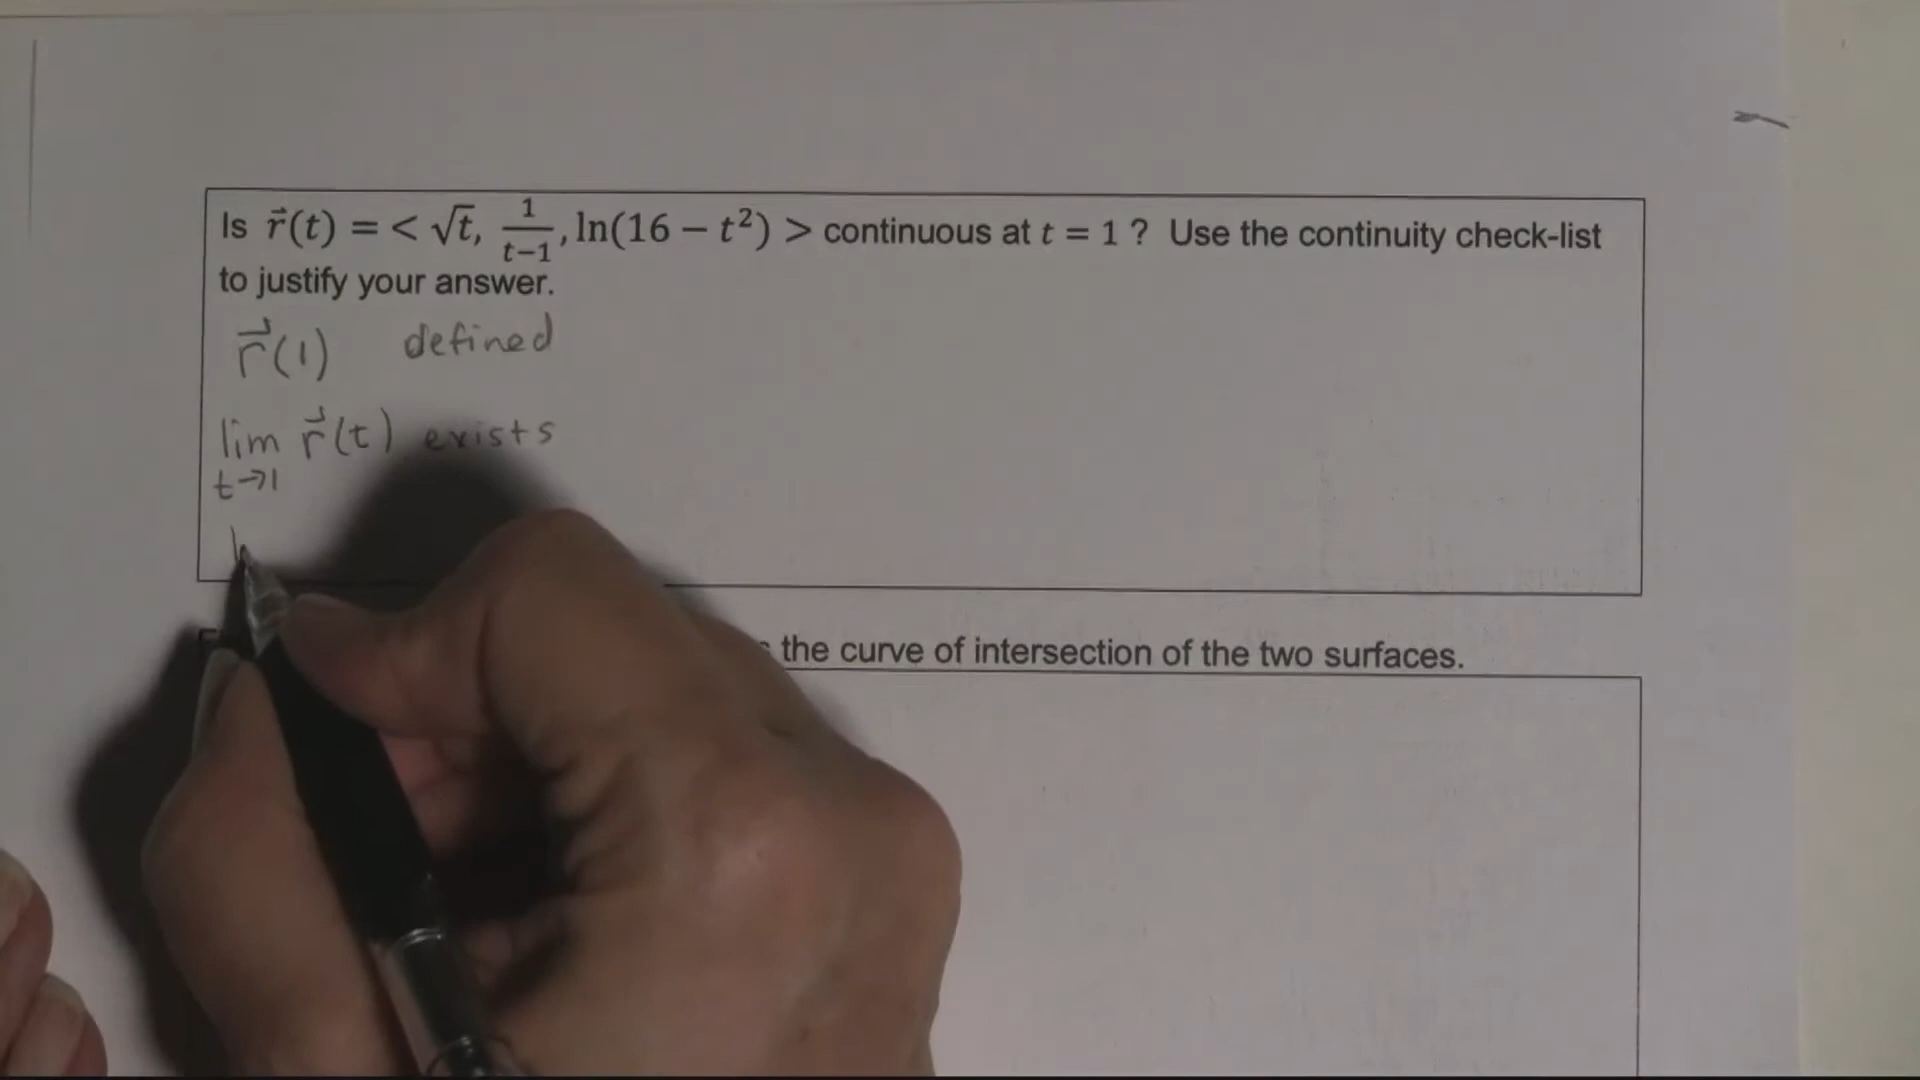 Is r⃗(t) = < √t, 1/(t−1), ln(16 − t²) > continuous at t = 1 ? Use the continuity check-list
to justify your answer.
r⃗(1) defined
lim r⃗(t) exists
t→1
the curve of intersection of the two surfaces.